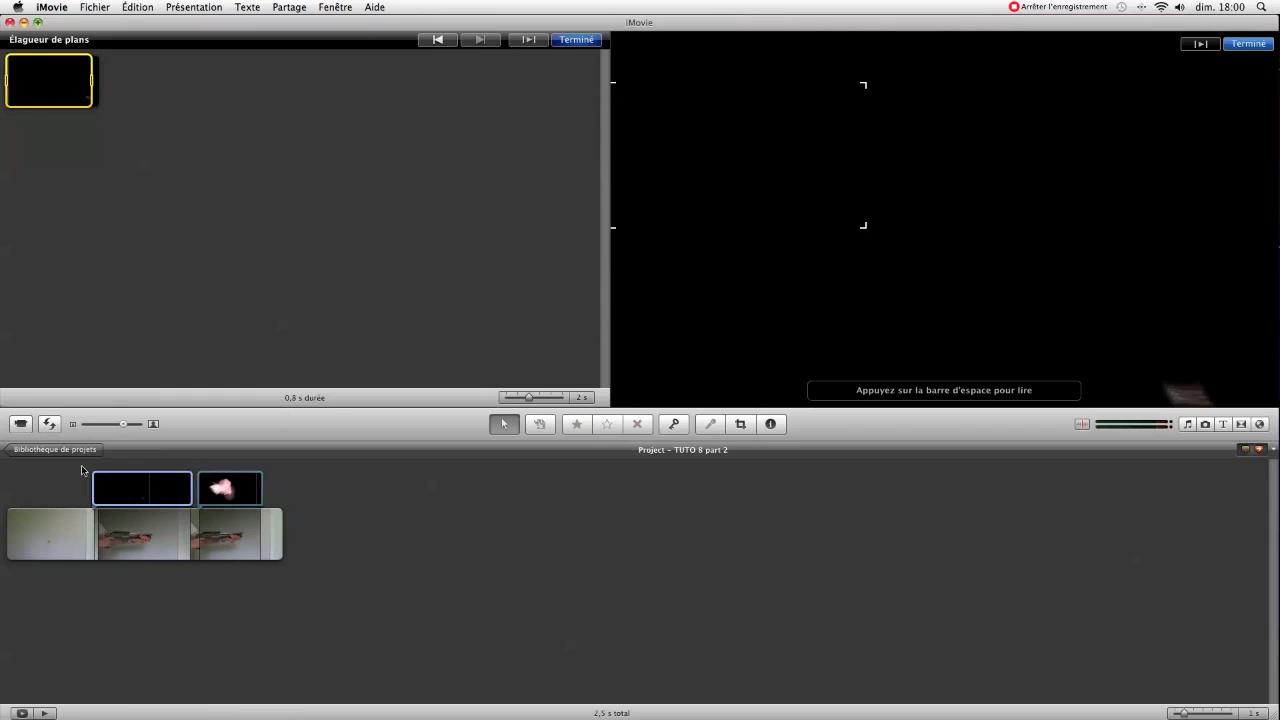 iMovie Fichier Édition Présentation Texte Partage Fenêtre Aide Arrêter l'enregistrement dim. 18:00
iMovie
Élagueur de plans Terminé
Terminé
Appuyez sur la barre d'espace pour lire
0,8 s durée 2 s
Bibliothèque de projets Project – TUTO 8 part 2
2,5 s total 1 s